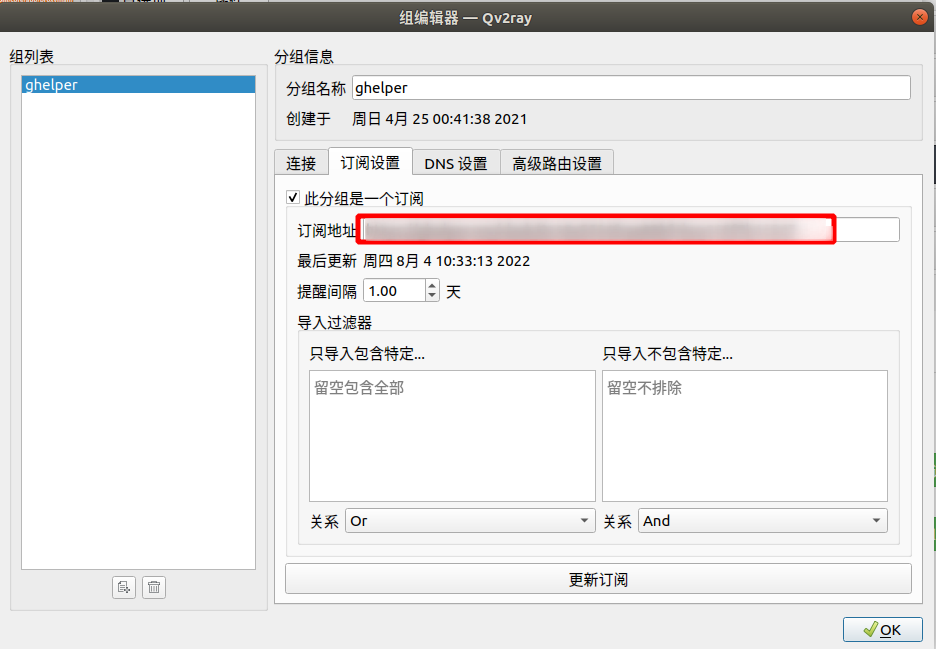 组编辑器 — Qv2ray
组列表
ghelper
分组信息
分组名称 ghelper
创建于 周日 4月 25 00:41:38 2021
连接 订阅设置 DNS 设置 高级路由设置
此分组是一个订阅
订阅地址
最后更新 周四 8月 4 10:33:13 2022
提醒间隔 1.00 天
导入过滤器
只导入包含特定... 只导入不包含特定...
留空包含全部 留空不排除
关系 Or 关系 And
更新订阅
OK